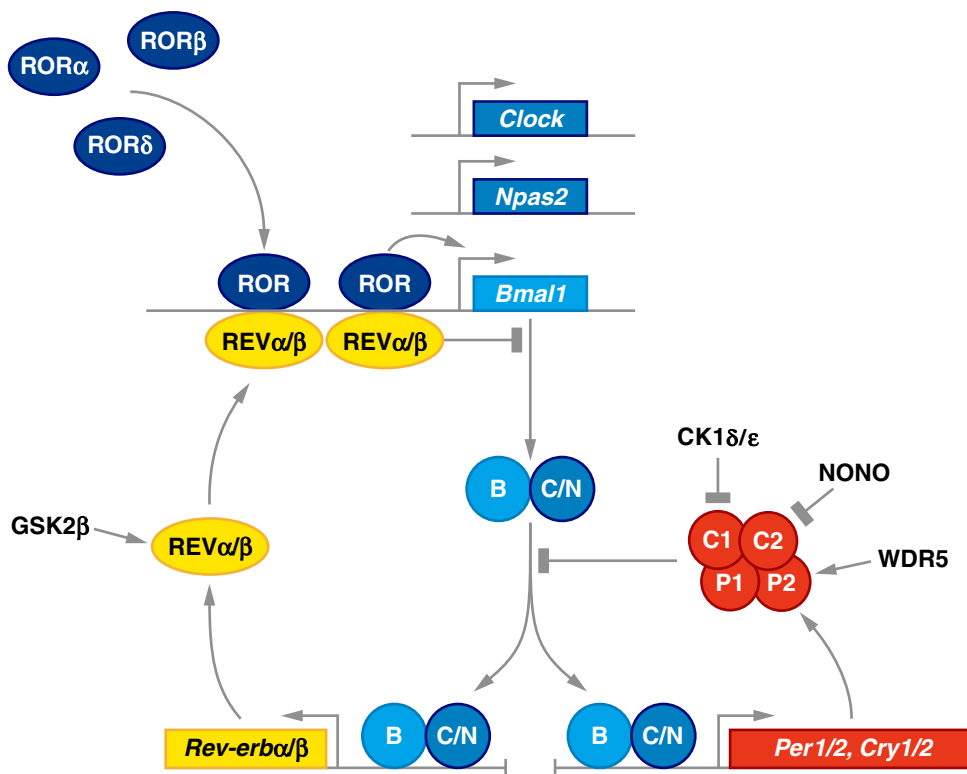 RORα
RORβ
RORδ
Clock
Npas2
ROR
ROR
Bmal1
REVα/β
REVα/β
CK1δ/ε
NONO
B
C/N
GSK2β
REVα/β
C1
C2
P1
P2
WDR5
Rev-erbα/β
B
C/N
B
C/N
Per1/2, Cry1/2